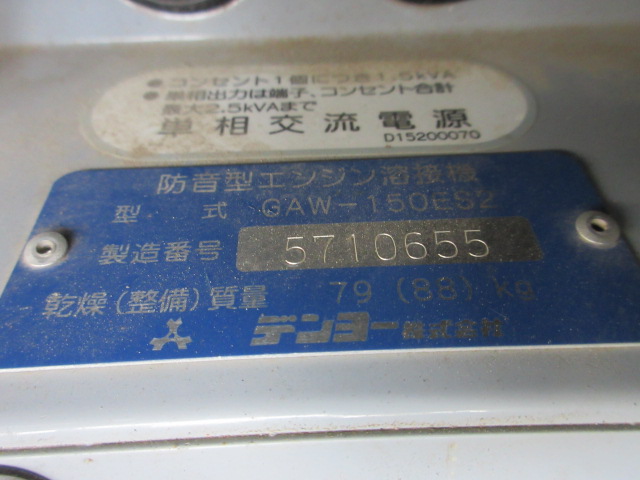 ● コンセント1個につき1.5kVA
● 単相出力は端子、コンセント合計
最大2.5kVAまで
単相交流電源
D15200070
防音型エンジン溶接機
型式 GAW-150ES2
製造番号 5710655
乾燥(整備)質量 79 (88) kg
デンヨー株式会社